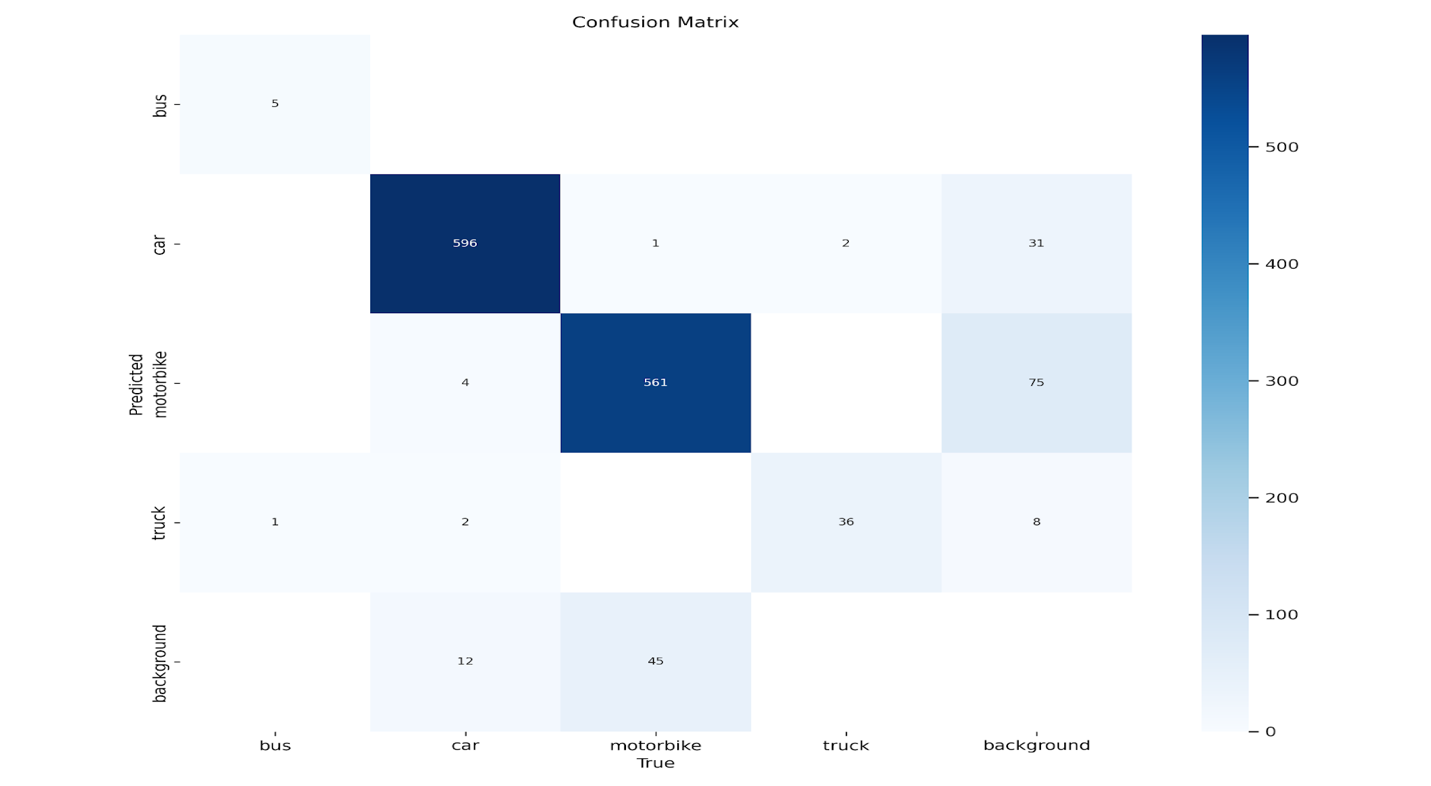 Confusion Matrix
bus
5
car
596 1 2 31
Predicted
motorbike
4 561 75
truck
1 2 36 8
background
12 45
bus car motorbike truck background
True
500
400
300
200
100
0